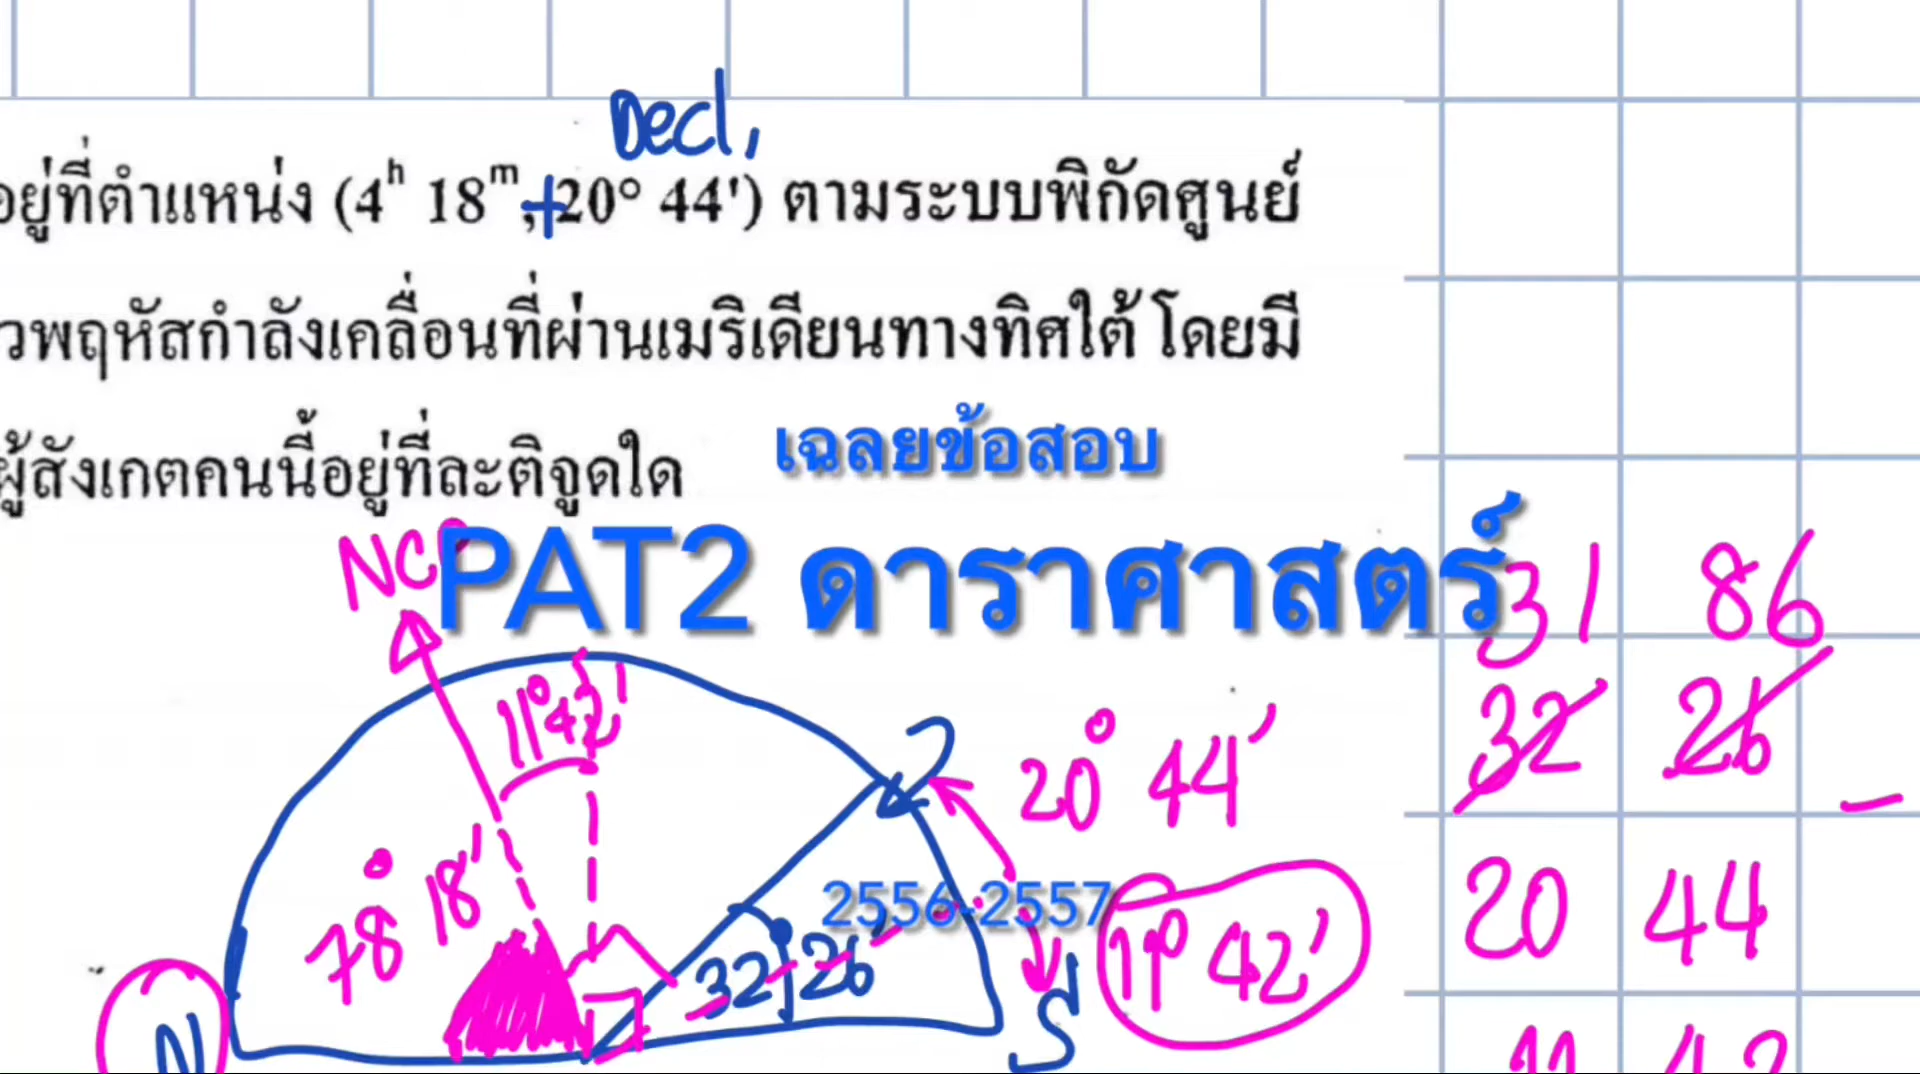 Decl,
อยู่ที่ตำแหน่ง (4h 18m, +20° 44') ตามระบบพิกัดศูนย์
วพฤหัสกำลังเคลื่อนที่ผ่านเมริเดียนทางทิศใต้ โดยมี
ผู้สังเกตคนนี้อยู่ที่ละติจูดใด
เฉลยข้อสอบ
PAT2 ดาราศาสตร์
NCP
31 86
32 26
11° 42'
20° 44'
20 44
78° 18'
2556-2557
32 26'
11° 42'
N
S
11 42